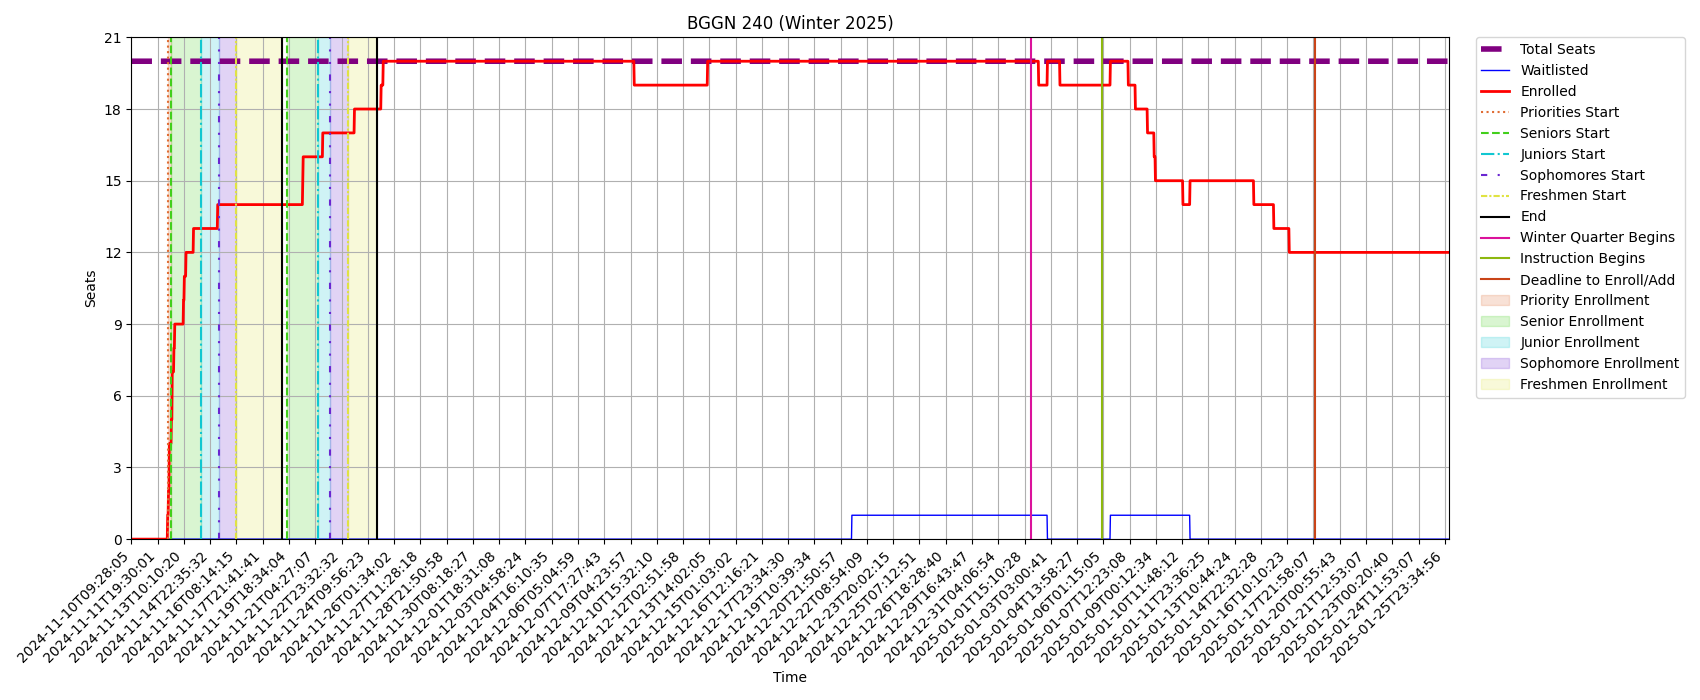 BGGN 240 (Winter 2025)
Seats
21
18
15
12
9
6
3
0
2024-11-10T09:28:05
2024-11-11T19:30:01
2024-11-13T10:10:20
2024-11-14T22:35:32
2024-11-16T08:14:15
2024-11-17T21:41:41
2024-11-19T18:34:04
2024-11-21T04:27:07
2024-11-22T23:32:32
2024-11-24T09:56:23
2024-11-26T01:34:02
2024-11-27T11:28:18
2024-11-28T21:50:58
2024-11-30T08:18:27
2024-12-01T18:31:08
2024-12-03T04:58:24
2024-12-04T16:10:35
2024-12-06T05:04:59
2024-12-07T17:27:43
2024-12-09T04:23:57
2024-12-10T15:32:10
2024-12-12T02:51:58
2024-12-13T14:02:05
2024-12-15T01:03:02
2024-12-16T12:16:21
2024-12-17T23:34:30
2024-12-19T10:39:34
2024-12-20T21:50:57
2024-12-22T08:54:09
2024-12-23T20:02:15
2024-12-25T07:12:51
2024-12-26T18:28:40
2024-12-29T16:43:47
2024-12-31T04:06:54
2025-01-01T15:10:28
2025-01-03T03:00:41
2025-01-04T13:58:27
2025-01-06T01:15:05
2025-01-07T12:23:08
2025-01-09T00:12:34
2025-01-10T11:48:12
2025-01-11T23:36:25
2025-01-13T10:44:24
2025-01-14T22:32:28
2025-01-16T10:10:23
2025-01-17T21:58:07
2025-01-20T00:55:43
2025-01-21T12:53:07
2025-01-23T00:20:40
2025-01-24T11:53:07
2025-01-25T23:34:56
Time
Total Seats
Waitlisted
Enrolled
Priorities Start
Seniors Start
Juniors Start
Sophomores Start
Freshmen Start
End
Winter Quarter Begins
Instruction Begins
Deadline to Enroll/Add
Priority Enrollment
Senior Enrollment
Junior Enrollment
Sophomore Enrollment
Freshmen Enrollment